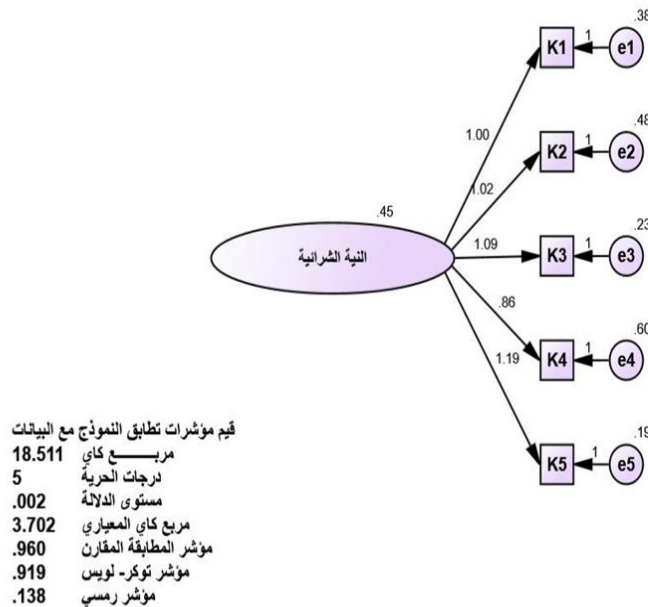 .38
K1 1 e1
1.00
.48
K2 1 e2
1.02
.45
النية الشرائية
1.09
.23
K3 1 e3
.86
.60
K4 1 e4
1.19
.19
K5 1 e5
قيم مؤشرات تطابق النموذج مع البيانات
مربـــــع كاي 18.511
درجات الحرية 5
مستوى الدلالة .002
مربع كاي المعياري 3.702
مؤشر المطابقة المقارن .960
مؤشر توكر- لويس .919
مؤشر رمسي .138